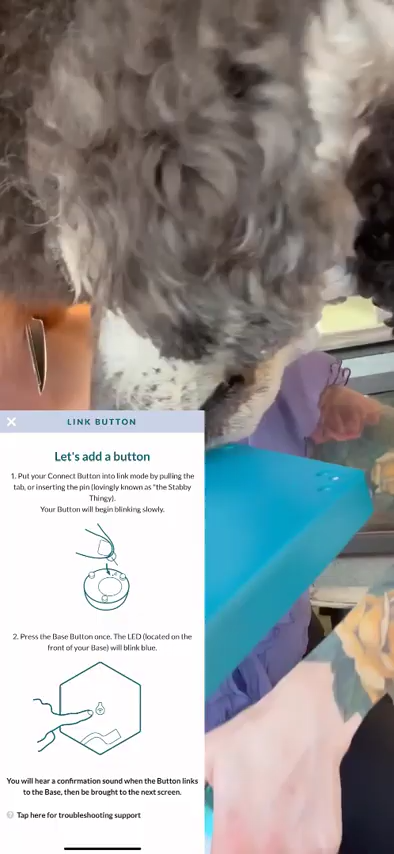 LINK BUTTON
Let's add a button
1. Put your Connect Button into link mode by pulling the
tab, or inserting the pin (lovingly known as "the Stabby
Thingy).
Your Button will begin blinking slowly.
2. Press the Base Button once. The LED (located on the
front of your Base) will blink blue.
You will hear a confirmation sound when the Button links
to the Base, then be brought to the next screen.
Tap here for troubleshooting support